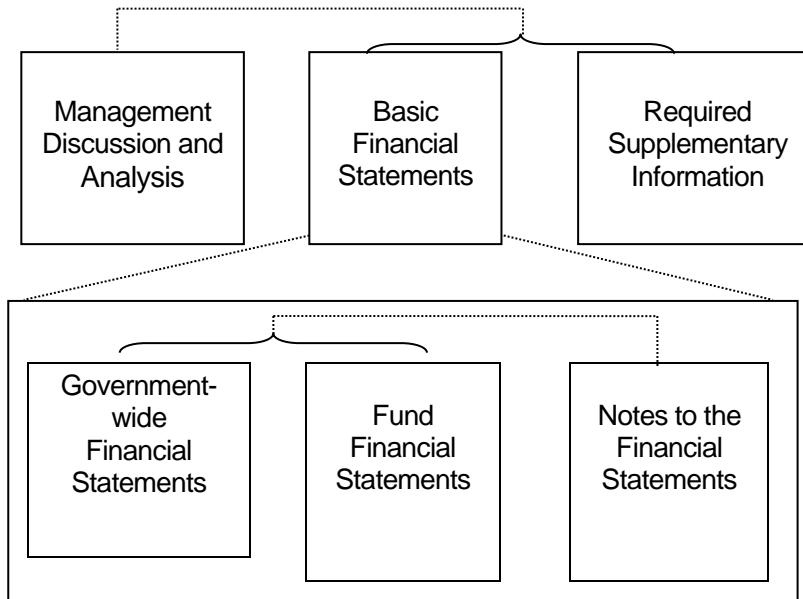 Management
Discussion and
Analysis
Basic
Financial
Statements
Required
Supplementary
Information
Government-
wide
Financial
Statements
Fund
Financial
Statements
Notes to the
Financial
Statements